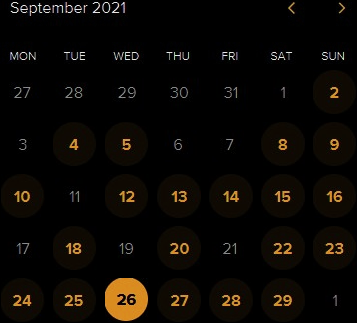 September 2021 < >
MON TUE WED THU FRI SAT SUN
27 28 29 30 31 1 2
3 4 5 6 7 8 9
10 11 12 13 14 15 16
17 18 19 20 21 22 23
24 25 26 27 28 29 1